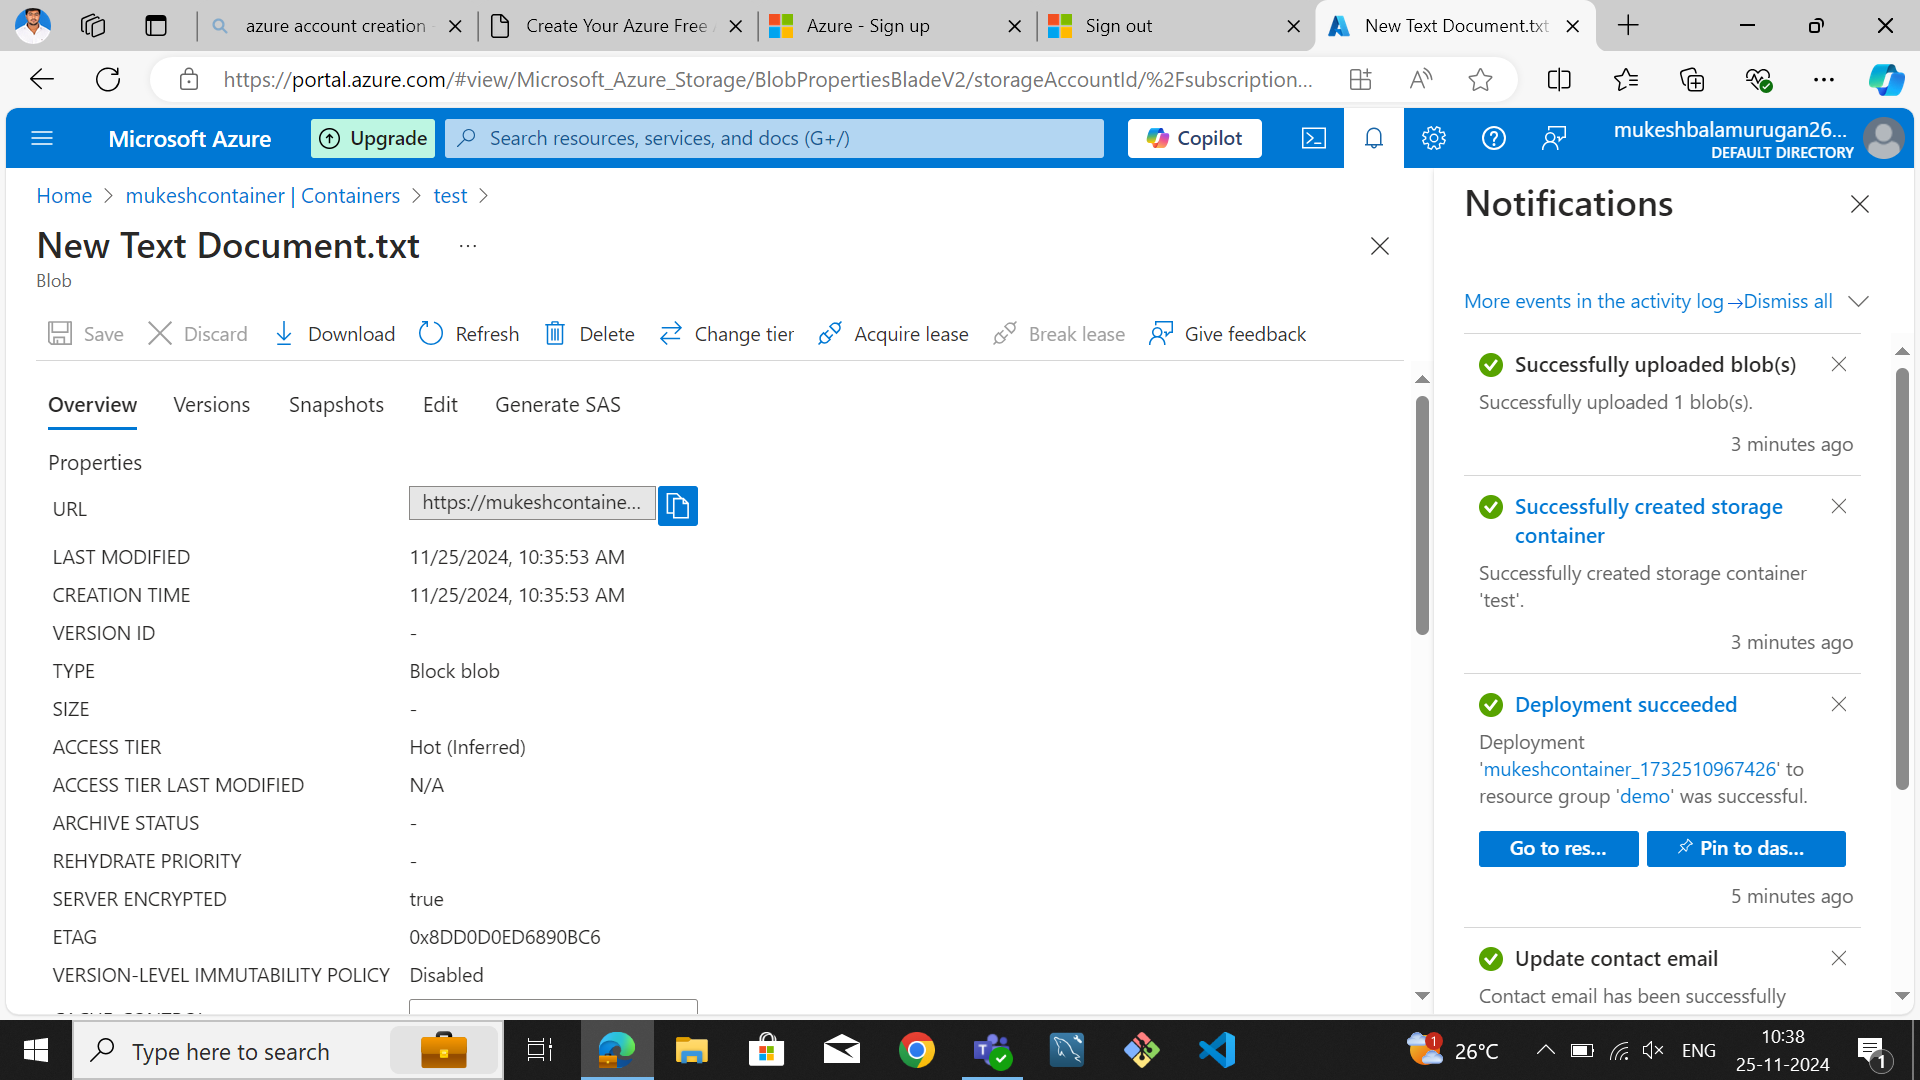 azure account creation
Create Your Azure Free
Azure - Sign up
Sign out
New Text Document.txt
https://portal.azure.com/#view/Microsoft_Azure_Storage/BlobPropertiesBladeV2/storageAccountId/%2Fsubscription...
Microsoft Azure
Upgrade
Search resources, services, and docs (G+/)
Copilot
mukeshbalamurugan26...
DEFAULT DIRECTORY
Home > mukeshcontainer | Containers > test >
New Text Document.txt ...
Blob
Save
Discard
Download
Refresh
Delete
Change tier
Acquire lease
Break lease
Give feedback
Overview
Versions
Snapshots
Edit
Generate SAS
Properties
URL https://mukeshcontaine...
LAST MODIFIED 11/25/2024, 10:35:53 AM
CREATION TIME 11/25/2024, 10:35:53 AM
VERSION ID -
TYPE Block blob
SIZE -
ACCESS TIER Hot (Inferred)
ACCESS TIER LAST MODIFIED N/A
ARCHIVE STATUS -
REHYDRATE PRIORITY -
SERVER ENCRYPTED true
ETAG 0x8DD0D0ED6890BC6
VERSION-LEVEL IMMUTABILITY POLICY Disabled
Notifications
More events in the activity log → Dismiss all
Successfully uploaded blob(s)
Successfully uploaded 1 blob(s).
3 minutes ago
Successfully created storage
container
Successfully created storage container
'test'.
3 minutes ago
Deployment succeeded
Deployment
'mukeshcontainer_1732510967426' to
resource group 'demo' was successful.
Go to res...
Pin to das...
5 minutes ago
Update contact email
Contact email has been successfully
Type here to search
1
26°C
ENG
10:38
25-11-2024
1